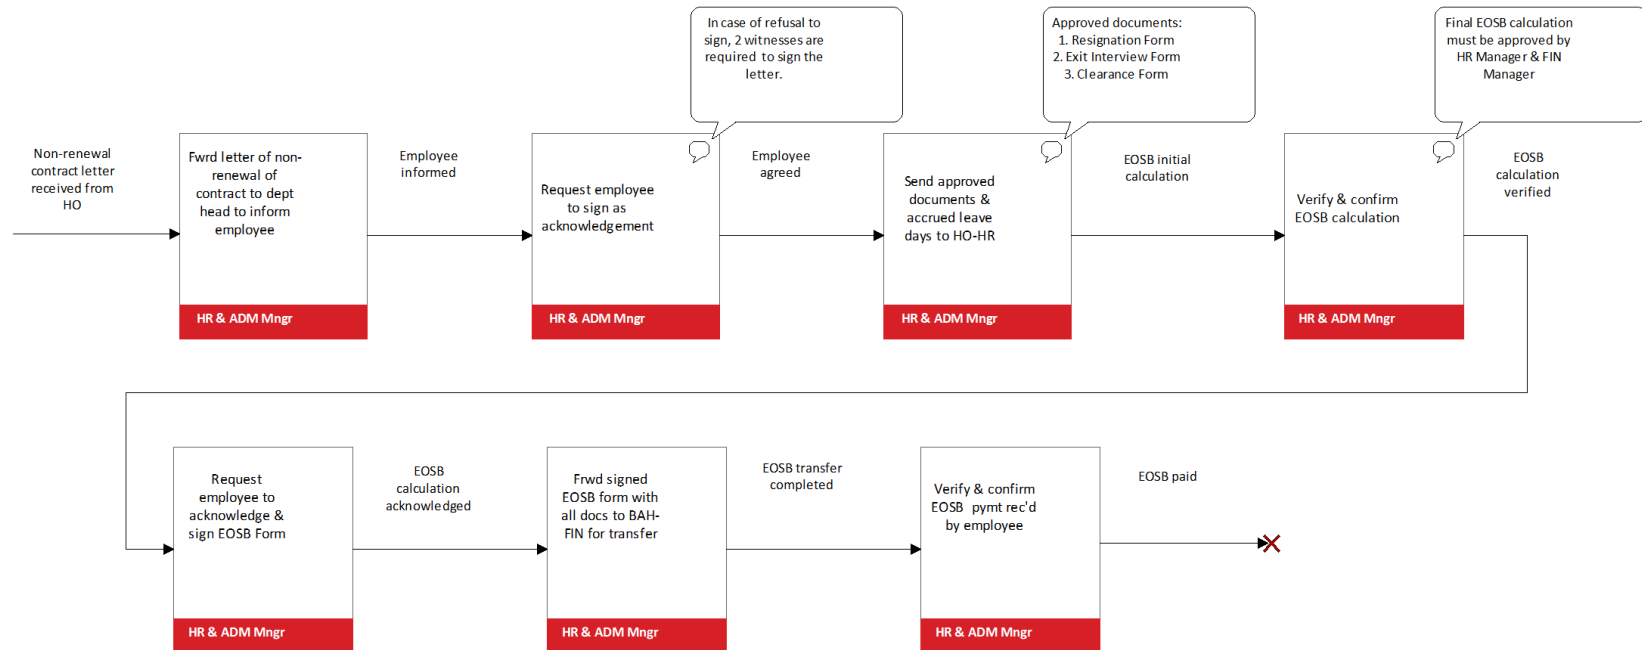 In case of refusal to
sign, 2 witnesses are
required to sign the
letter.
Approved documents:
1. Resignation Form
2. Exit Interview Form
3. Clearance Form
Final EOSB calculation
must be approved by
HR Manager & FIN
Manager
Non-renewal
contract letter
received from
HO
Fwrd letter of non-
renewal of
contract to dept
head to inform
employee
HR & ADM Mngr
Employee
informed
Request employee
to sign as
acknowledgement
HR & ADM Mngr
Employee
agreed
Send approved
documents &
accrued leave
days to HO-HR
HR & ADM Mngr
EOSB initial
calculation
Verify & confirm
EOSB calculation
HR & ADM Mngr
EOSB
calculation
verified
Request
employee to
acknowledge &
sign EOSB Form
HR & ADM Mngr
EOSB
calculation
acknowledged
Frwd signed
EOSB form with
all docs to BAH-
FIN for transfer
HR & ADM Mngr
EOSB transfer
completed
Verify & confirm
EOSB pymt rec'd
by employee
HR & ADM Mngr
EOSB paid